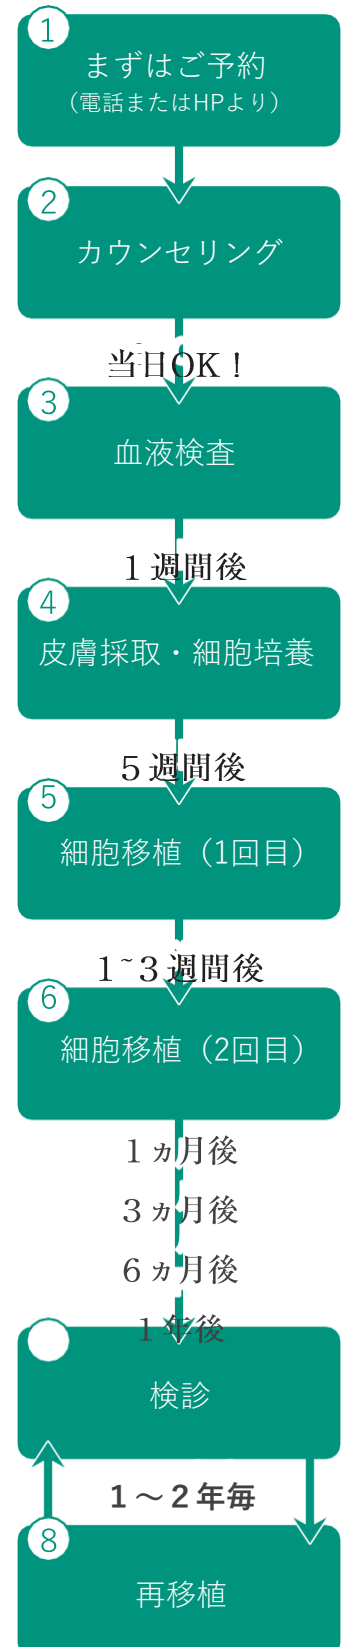 1
まずはご予約
（電話またはHPより）
2
カウンセリング
当日OK！
3
血液検査
１週間後
4
皮膚採取・細胞培養
５週間後
5
細胞移植（1回目）
１~３週間後
6
細胞移植（2回目）
１ヵ月後
３ヵ月後
６ヵ月後
１年後
検診
１～２年毎
8
再移植